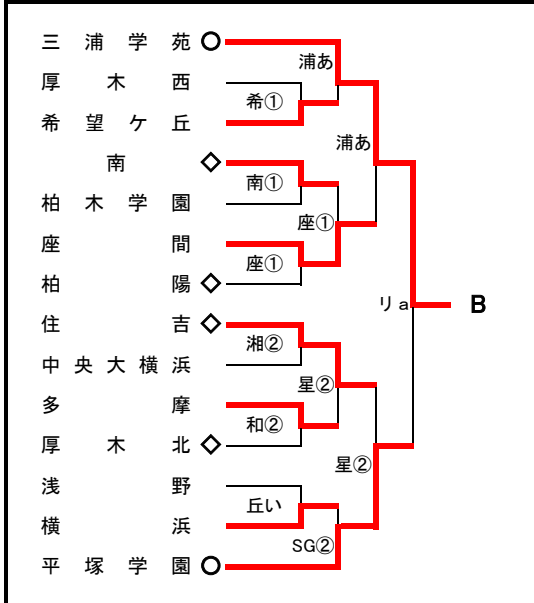 三浦学苑 ○
浦あ
厚木西
希①
希望ケ丘
浦あ
南 ◇
南①
柏木学園
座①
座間
座①
柏陽 ◇
リa
B
住吉 ◇
湘②
中央大横浜
星②
多摩
和②
厚木北 ◇
星②
浅野
丘い
横浜
SG②
平塚学園 ○